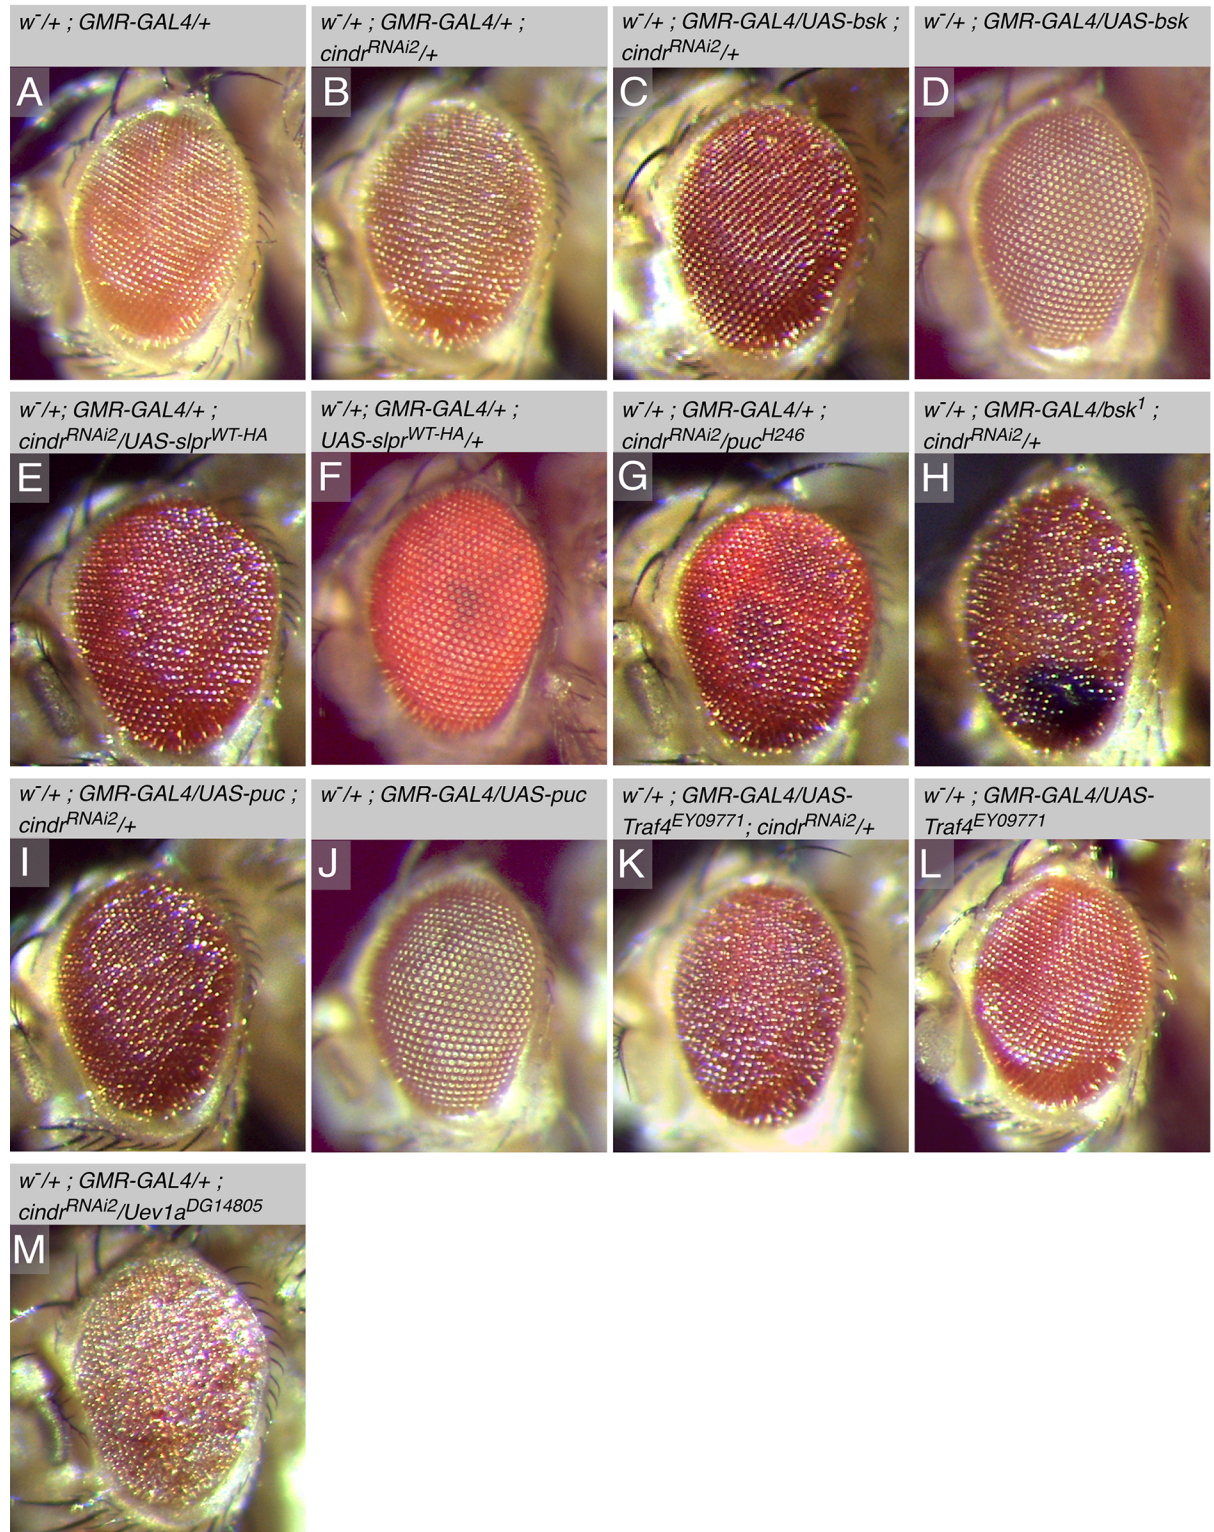 w⁻/+ ; GMR-GAL4/+
A
w⁻/+ ; GMR-GAL4/+ ;
cindrRNAi2/+
B
w⁻/+ ; GMR-GAL4/UAS-bsk ;
cindrRNAi2/+
C
w⁻/+ ; GMR-GAL4/UAS-bsk
D
w⁻/+; GMR-GAL4/+ ;
cindrRNAi2/UAS-slprWT-HA
E
w⁻/+; GMR-GAL4/+ ;
UAS-slprWT-HA/+
F
w⁻/+ ; GMR-GAL4/+ ;
cindrRNAi2/pucH246
G
w⁻/+ ; GMR-GAL4/bsk1 ;
cindrRNAi2/+
H
w⁻/+ ; GMR-GAL4/UAS-puc ;
cindrRNAi2/+
I
w⁻/+ ; GMR-GAL4/UAS-puc
J
w⁻/+ ; GMR-GAL4/UAS-
Traf4EY09771; cindrRNAi2/+
K
w⁻/+ ; GMR-GAL4/UAS-
Traf4EY09771
L
w⁻/+ ; GMR-GAL4/+ ;
cindrRNAi2/Uev1aDG14805
M